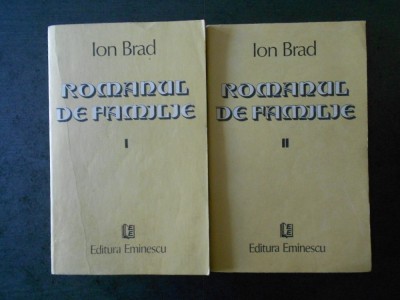 Ion Brad
ROMANUL
DE FAMILIE
I
Editura Eminescu
Ion Brad
ROMANUL
DE FAMILIE
II
Editura Eminescu